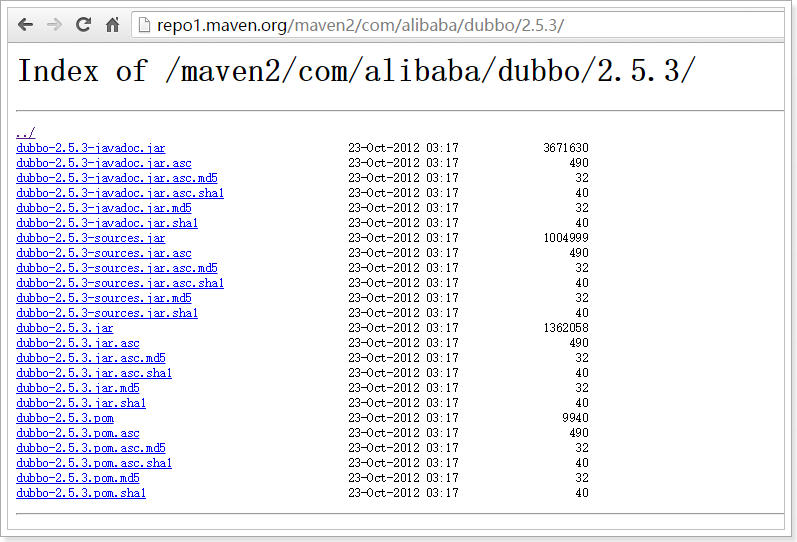 repo1.maven.org/maven2/com/alibaba/dubbo/2.5.3/
Index of /maven2/com/alibaba/dubbo/2.5.3/
../
dubbo-2.5.3-javadoc.jar 23-Oct-2012 03:17 3671630
dubbo-2.5.3-javadoc.jar.asc 23-Oct-2012 03:17 490
dubbo-2.5.3-javadoc.jar.asc.md5 23-Oct-2012 03:17 32
dubbo-2.5.3-javadoc.jar.asc.sha1 23-Oct-2012 03:17 40
dubbo-2.5.3-javadoc.jar.md5 23-Oct-2012 03:17 32
dubbo-2.5.3-javadoc.jar.sha1 23-Oct-2012 03:17 40
dubbo-2.5.3-sources.jar 23-Oct-2012 03:17 1004999
dubbo-2.5.3-sources.jar.asc 23-Oct-2012 03:17 490
dubbo-2.5.3-sources.jar.asc.md5 23-Oct-2012 03:17 32
dubbo-2.5.3-sources.jar.asc.sha1 23-Oct-2012 03:17 40
dubbo-2.5.3-sources.jar.md5 23-Oct-2012 03:17 32
dubbo-2.5.3-sources.jar.sha1 23-Oct-2012 03:17 40
dubbo-2.5.3.jar 23-Oct-2012 03:17 1362058
dubbo-2.5.3.jar.asc 23-Oct-2012 03:17 490
dubbo-2.5.3.jar.asc.md5 23-Oct-2012 03:17 32
dubbo-2.5.3.jar.asc.sha1 23-Oct-2012 03:17 40
dubbo-2.5.3.jar.md5 23-Oct-2012 03:17 32
dubbo-2.5.3.jar.sha1 23-Oct-2012 03:17 40
dubbo-2.5.3.pom 23-Oct-2012 03:17 9940
dubbo-2.5.3.pom.asc 23-Oct-2012 03:17 490
dubbo-2.5.3.pom.asc.md5 23-Oct-2012 03:17 32
dubbo-2.5.3.pom.asc.sha1 23-Oct-2012 03:17 40
dubbo-2.5.3.pom.md5 23-Oct-2012 03:17 32
dubbo-2.5.3.pom.sha1 23-Oct-2012 03:17 40